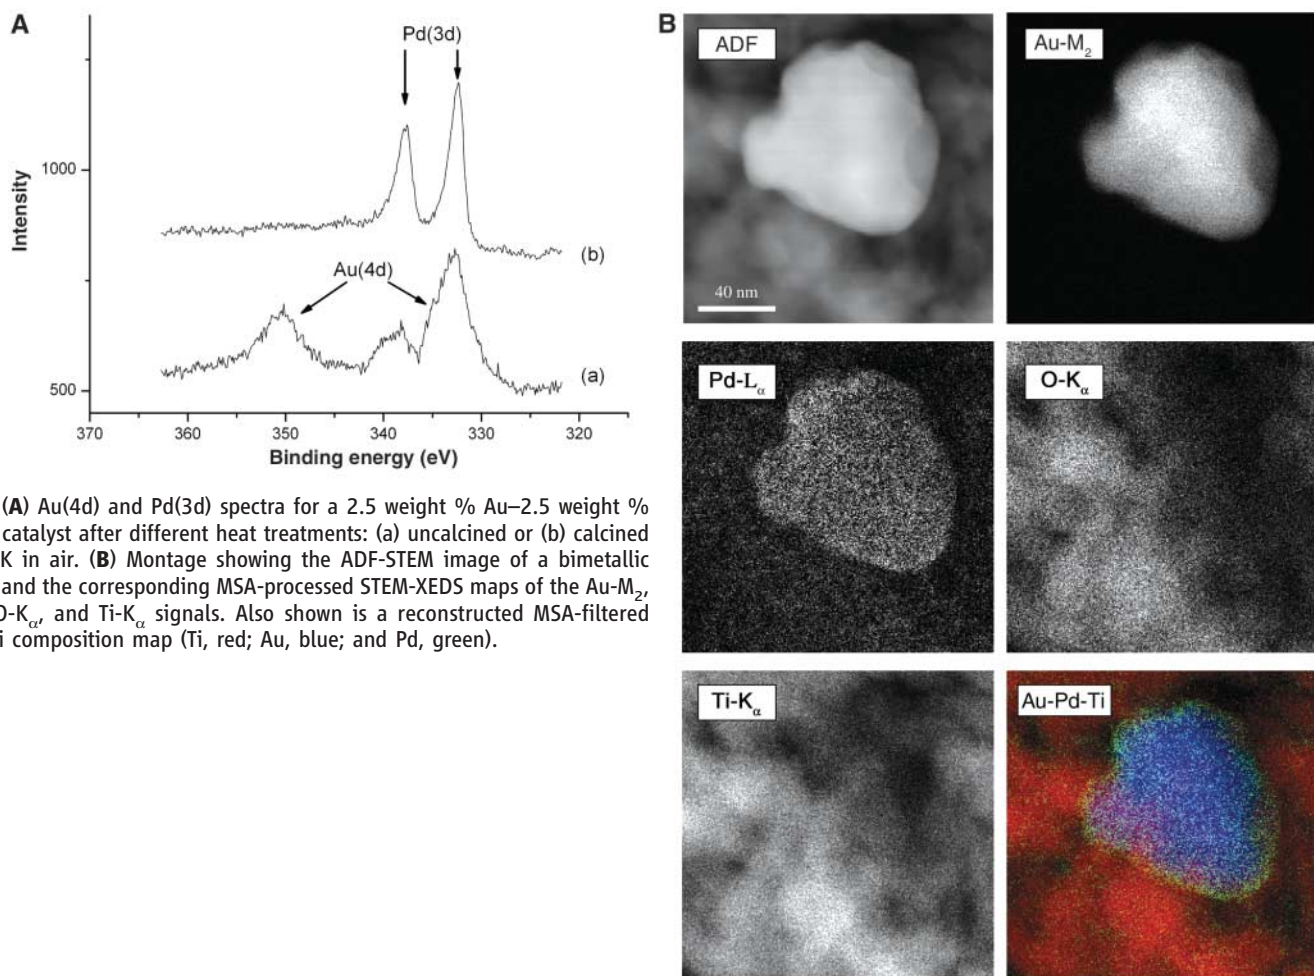 A
Pd(3d)
1000
Intensity
(b)
Au(4d)
500
(a)
370 360 350 340 330 320
Binding energy (eV)
(A) Au(4d) and Pd(3d) spectra for a 2.5 weight % Au–2.5 weight %
catalyst after different heat treatments: (a) uncalcined or (b) calcined
K in air. (B) Montage showing the ADF-STEM image of a bimetallic
and the corresponding MSA-processed STEM-XEDS maps of the Au-M₂,
O-Kα, and Ti-Kα signals. Also shown is a reconstructed MSA-filtered
i composition map (Ti, red; Au, blue; and Pd, green).
B
ADF
40 nm
Au-M₂
Pd-Lα
O-Kα
Ti-Kα
Au-Pd-Ti